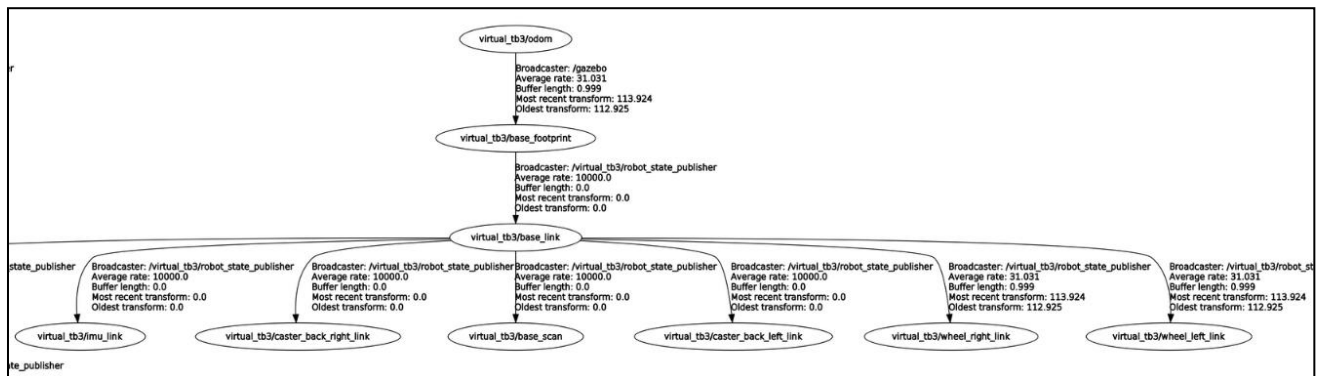 virtual_tb3/odom
r
Broadcaster: /gazebo
Average rate: 31.031
Buffer length: 0.999
Most recent transform: 113.924
Oldest transform: 112.925
virtual_tb3/base_footprint
Broadcaster: /virtual_tb3/robot_state_publisher
Average rate: 10000.0
Buffer length: 0.0
Most recent transform: 0.0
Oldest transform: 0.0
virtual_tb3/base_link
state_publisher
Broadcaster: /virtual_tb3/robot_state_publisher
Average rate: 10000.0
Buffer length: 0.0
Most recent transform: 0.0
Oldest transform: 0.0
Broadcaster: /virtual_tb3/robot_state_publisher
Average rate: 10000.0
Buffer length: 0.0
Most recent transform: 0.0
Oldest transform: 0.0
Broadcaster: /virtual_tb3/robot_state_publisher
Average rate: 10000.0
Buffer length: 0.0
Most recent transform: 0.0
Oldest transform: 0.0
Broadcaster: /virtual_tb3/robot_state_publisher
Average rate: 10000.0
Buffer length: 0.0
Most recent transform: 0.0
Oldest transform: 0.0
Broadcaster: /virtual_tb3/robot_state_publisher
Average rate: 31.031
Buffer length: 0.999
Most recent transform: 113.924
Oldest transform: 112.925
Broadcaster: /virtual_tb3/robot_st
Average rate: 31.031
Buffer length: 0.999
Most recent transform: 113.924
Oldest transform: 112.925
virtual_tb3/imu_link
virtual_tb3/caster_back_right_link
virtual_tb3/base_scan
virtual_tb3/caster_back_left_link
virtual_tb3/wheel_right_link
virtual_tb3/wheel_left_link
te_publisher